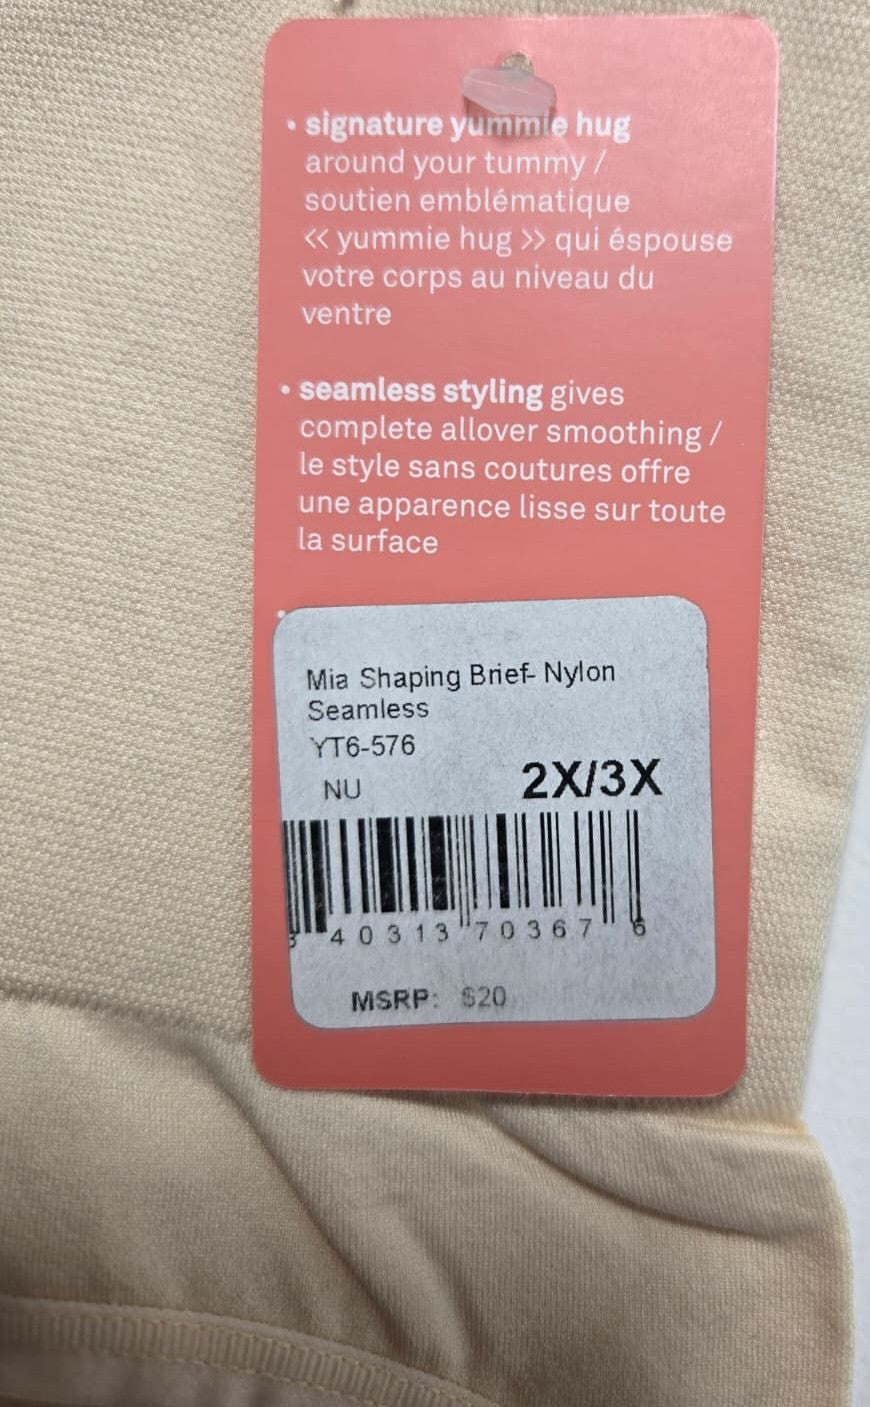 • signature yummie hug
around your tummy /
soutien emblématique
<< yummie hug >> qui éspouse
votre corps au niveau du
ventre
• seamless styling gives
complete allover smoothing /
le style sans coutures offre
une apparence lisse sur toute
la surface
Mia Shaping Brief- Nylon
Seamless
YT6-576
NU 2X/3X
8 40313 70367 6
MSRP: $20